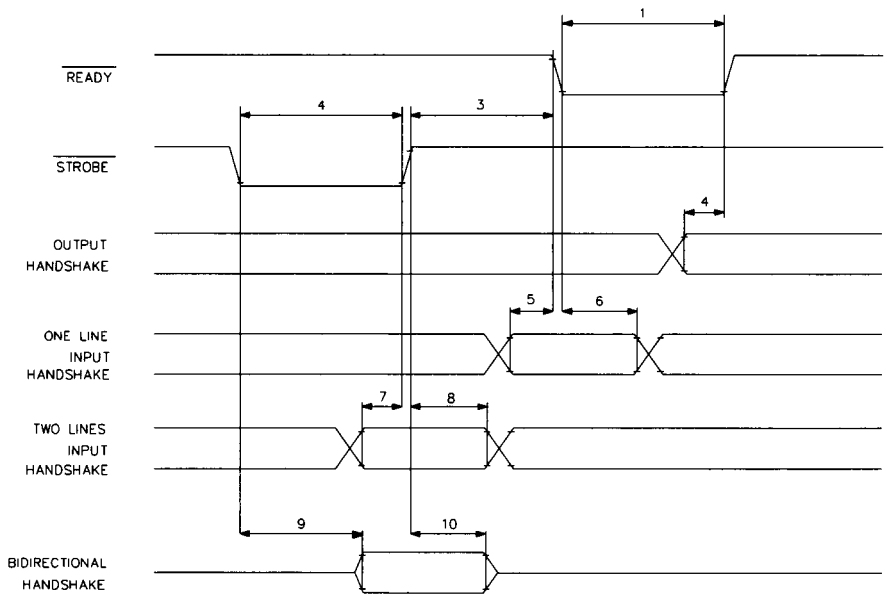 1
READY
4
3
STROBE
4
OUTPUT
HANDSHAKE
5
6
ONE LINE
INPUT
HANDSHAKE
7
8
TWO LINES
INPUT
HANDSHAKE
9
10
BIDIRECTIONAL
HANDSHAKE